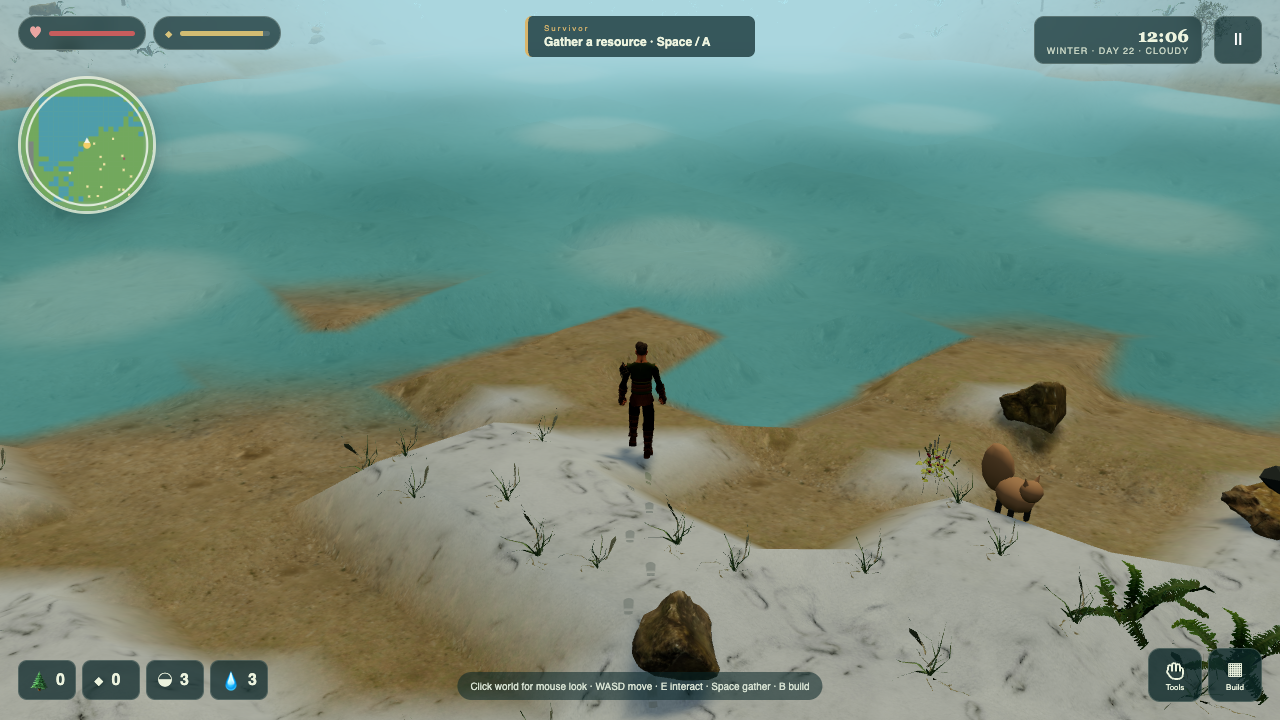 Survivor
Gather a resource · Space / A
12:06
WINTER · DAY 22 · CLOUDY
0
0
3
3
Click world for mouse look · WASD move · E interact · Space gather · B build
Tools
Build